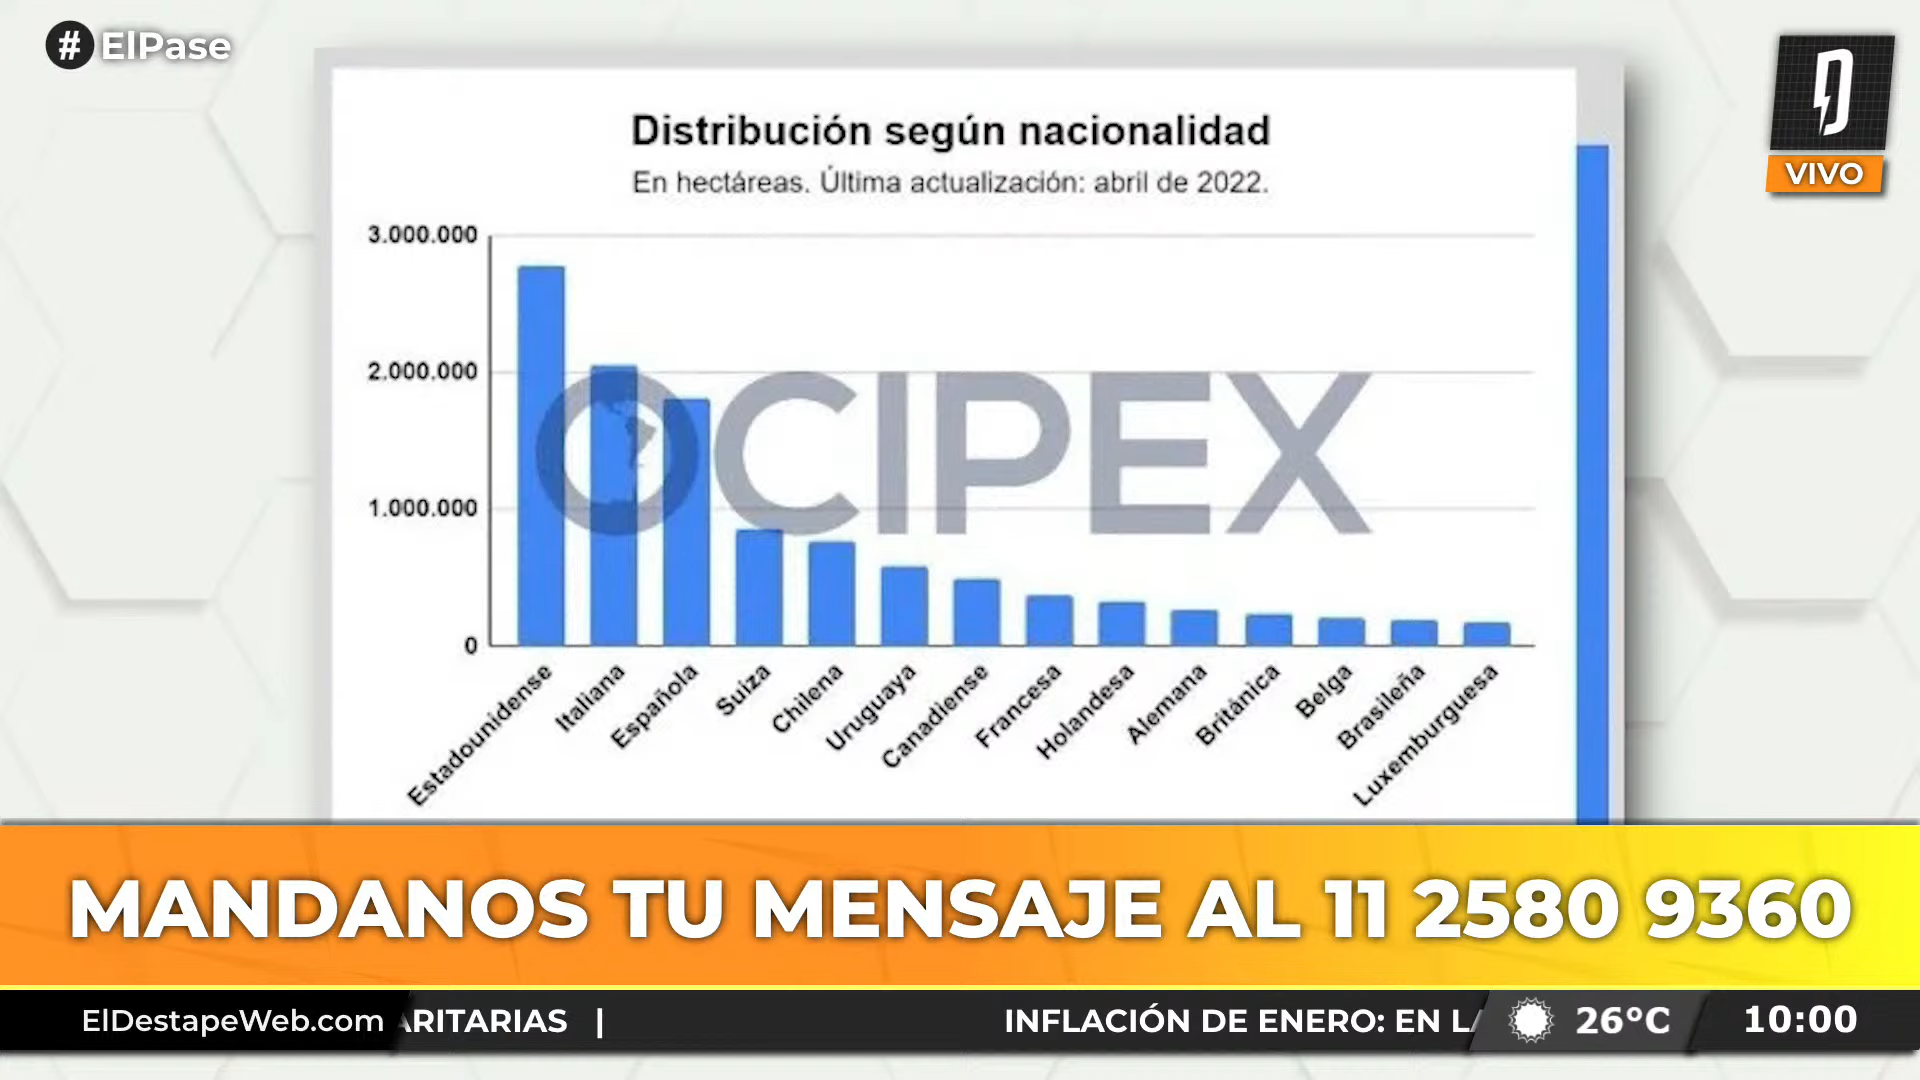 # ElPase
VIVO
Distribución según nacionalidad
En hectáreas. Última actualización: abril de 2022.
3.000.000
2.000.000
1.000.000
0
OCIPEX
Estadounidense
Italiana
Española
Suiza
Chilena
Uruguaya
Canadiense
Francesa
Holandesa
Alemana
Británica
Belga
Brasileña
Luxemburguesa
MANDANOS TU MENSAJE AL 11 2580 9360
ElDestapeWeb.com ARITARIAS | INFLACIÓN DE ENERO: EN LA 26°C 10:00